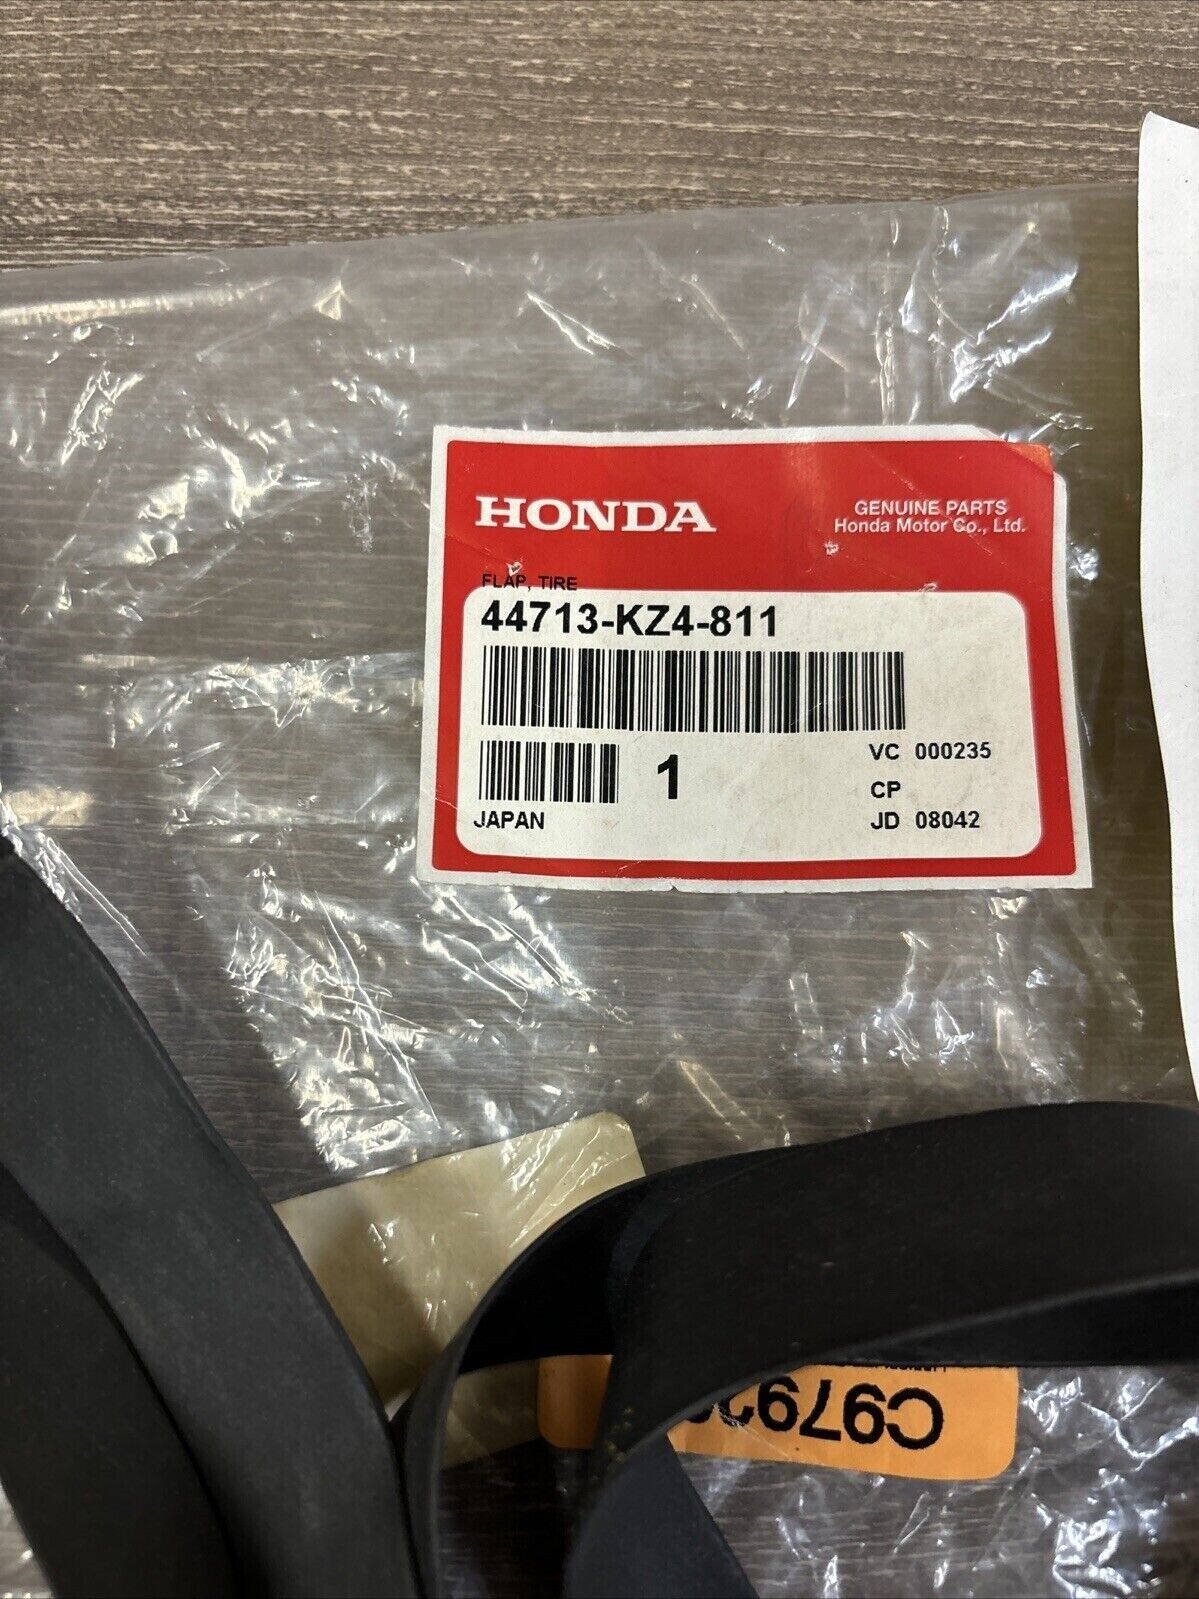 HONDA
GENUINE PARTS
Honda Motor Co., Ltd.
FLAP, TIRE
44713-KZ4-811
1
VC 000235
CP
JAPAN
JD 08042